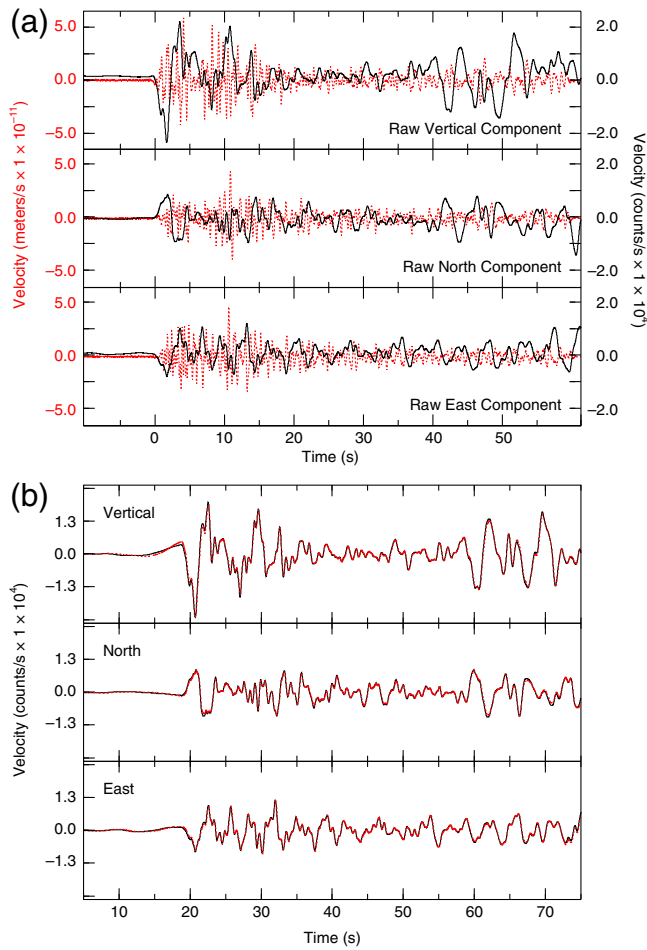 (a)
5.0
0.0
−5.0
2.0
0.0
−2.0
Raw Vertical Component
5.0
0.0
−5.0
2.0
0.0
−2.0
Raw North Component
5.0
0.0
−5.0
2.0
0.0
−2.0
Raw East Component
Velocity (meters/s × 1 × 10⁻¹¹)
Velocity (counts/s × 1 × 10⁴)
0 10 20 30 40 50
Time (s)
(b)
Vertical
1.3
0.0
−1.3
North
1.3
0.0
−1.3
East
1.3
0.0
−1.3
Velocity (counts/s × 1 × 10⁴)
10 20 30 40 50 60 70
Time (s)